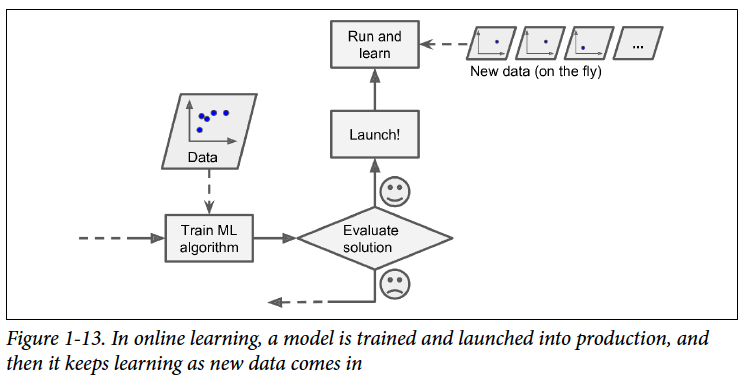 Run and
learn
...
New data (on the fly)
Launch!
Data
Train ML
algorithm
Evaluate
solution
Figure 1-13. In online learning, a model is trained and launched into production, and
then it keeps learning as new data comes in